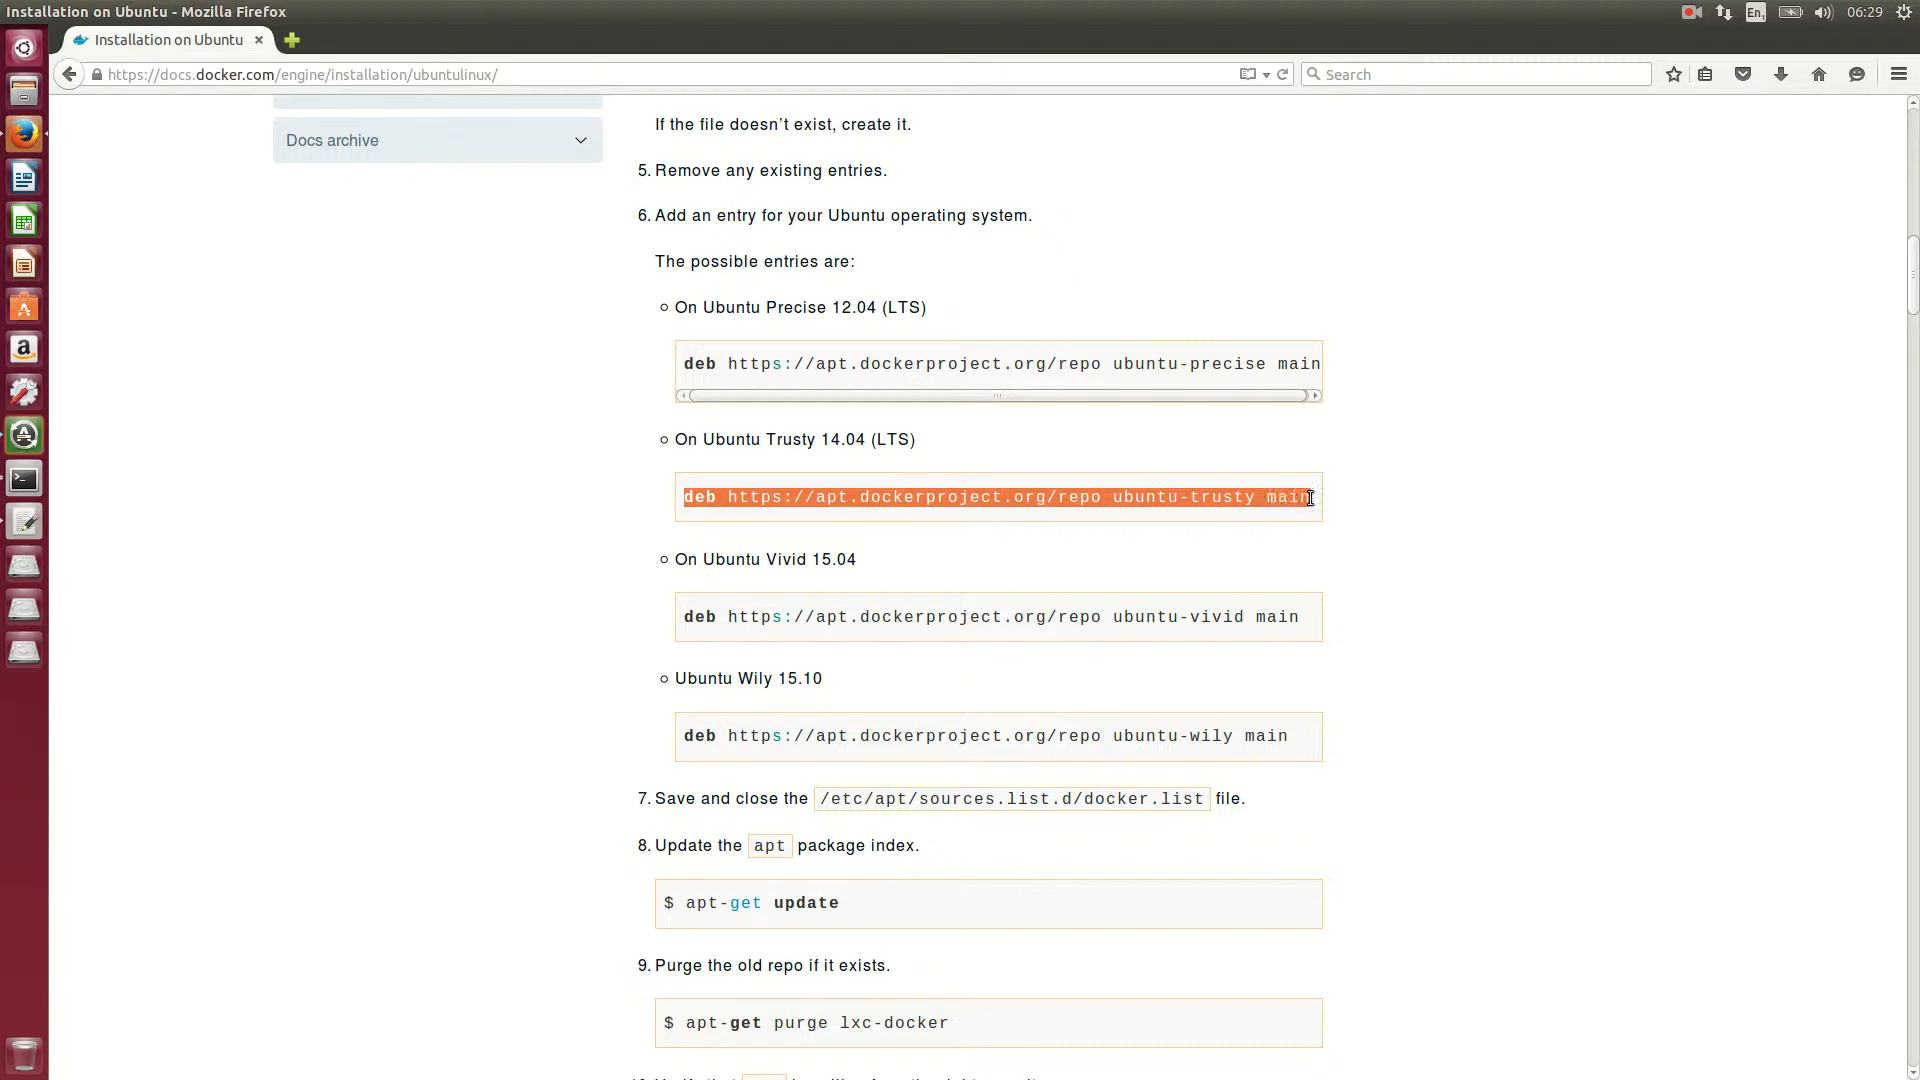 Installation on Ubuntu - Mozilla Firefox
En1
06:29
Installation on Ubuntu
https://docs.docker.com/engine/installation/ubuntulinux/
Search
Docs archive
If the file doesn’t exist, create it.
5. Remove any existing entries.
6. Add an entry for your Ubuntu operating system.
The possible entries are:
On Ubuntu Precise 12.04 (LTS)
deb https://apt.dockerproject.org/repo ubuntu-precise main
On Ubuntu Trusty 14.04 (LTS)
deb https://apt.dockerproject.org/repo ubuntu-trusty main
On Ubuntu Vivid 15.04
deb https://apt.dockerproject.org/repo ubuntu-vivid main
Ubuntu Wily 15.10
deb https://apt.dockerproject.org/repo ubuntu-wily main
7. Save and close the /etc/apt/sources.list.d/docker.list file.
8. Update the apt package index.
$ apt-get update
9. Purge the old repo if it exists.
$ apt-get purge lxc-docker